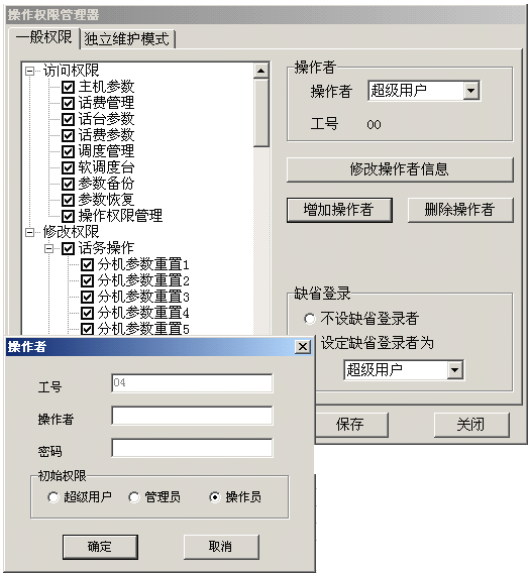 操作权限管理器
一般权限 独立维护模式
访问权限
主机参数
话费管理
话台参数
话费参数
调度管理
软调度台
参数备份
参数恢复
操作权限管理
修改权限
话务操作
分机参数重置1
分机参数重置2
分机参数重置3
分机参数重置4
分机参数重置5
操作者
操作者 超级用户
工号 00
修改操作者信息
增加操作者 删除操作者
缺省登录
不设缺省登录者
设定缺省登录者为
超级用户
保存 关闭
操作者
工号 04
操作者
密码
初始权限
超级用户 管理员 操作员
确定 取消